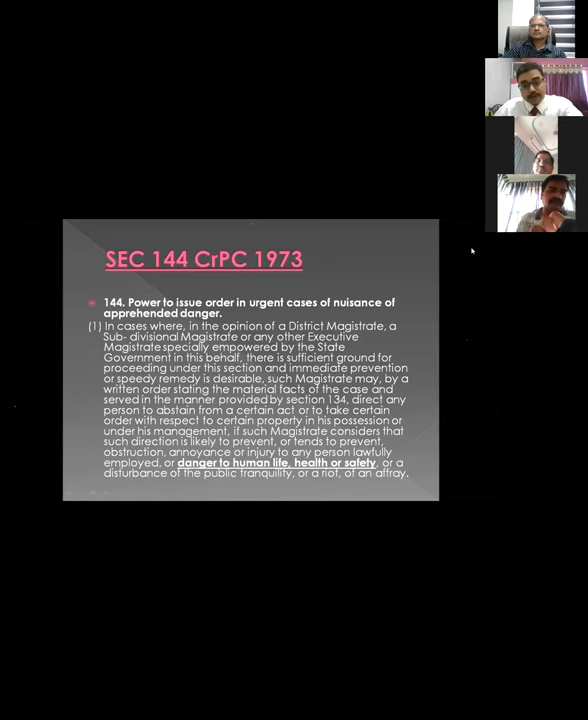 SEC 144 CrPC 1973
144. Power to issue order in urgent cases of nuisance of
apprehended danger.
(1) In cases where, in the opinion of a District Magistrate, a
Sub- divisional Magistrate or any other Executive
Magistrate specially empowered by the State
Government in this behalf, there is sufficient ground for
proceeding under this section and immediate prevention
or speedy remedy is desirable, such Magistrate may, by a
written order stating the material facts of the case and
served in the manner provided by section 134, direct any
person to abstain from a certain act or to take certain
order with respect to certain property in his possession or
under his management, if such Magistrate considers that
such direction is likely to prevent, or tends to prevent,
obstruction, annoyance or injury to any person lawfully
employed, or danger to human life, health or safety, or a
disturbance of the public tranquility, or a riot, of an affray.